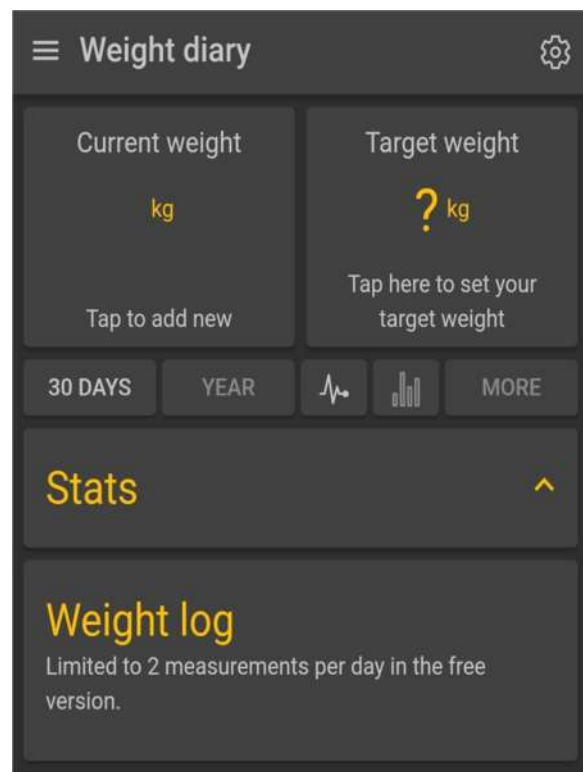 Weight diary
Current weight
kg
Tap to add new
Target weight
? kg
Tap here to set your
target weight
30 DAYS
YEAR
MORE
Stats
Weight log
Limited to 2 measurements per day in the free
version.